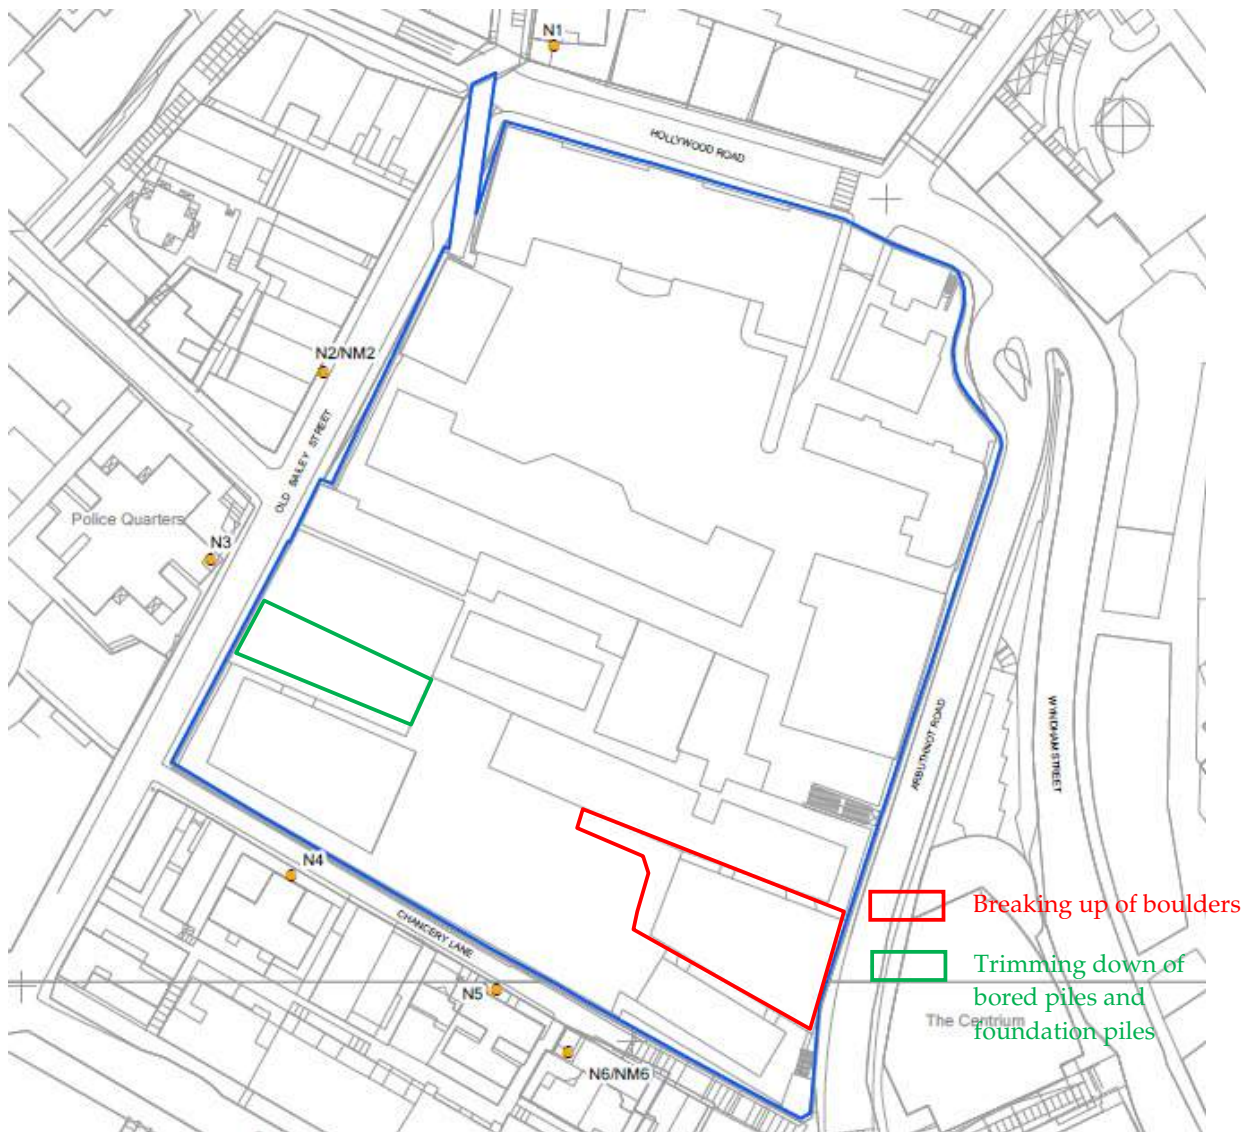 N1
HOLLYWOOD ROAD
N2/NM2
OLD BAILEY STREET
Police Quarters
N3
ARBUTHNOT ROAD
WYNDHAM STREET
N4
CHANCERY LANE
N5
N6/NM6
Breaking up of boulders
Trimming down of
bored piles and
foundation piles
The Centrium